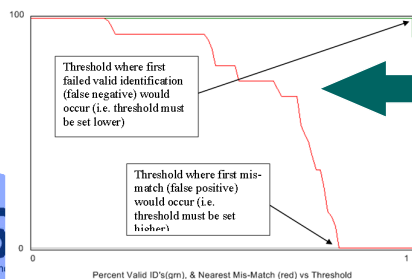 100
Threshold where first
failed valid identification
(false negative) would
occur (i.e. threshold must
be set lower)
Threshold where first mis-
match (false positive)
would occur (i.e.
threshold must be set
higher)
0
0
1
Percent Valid ID's(grn), & Nearest Mis-Match (red) vs Threshold